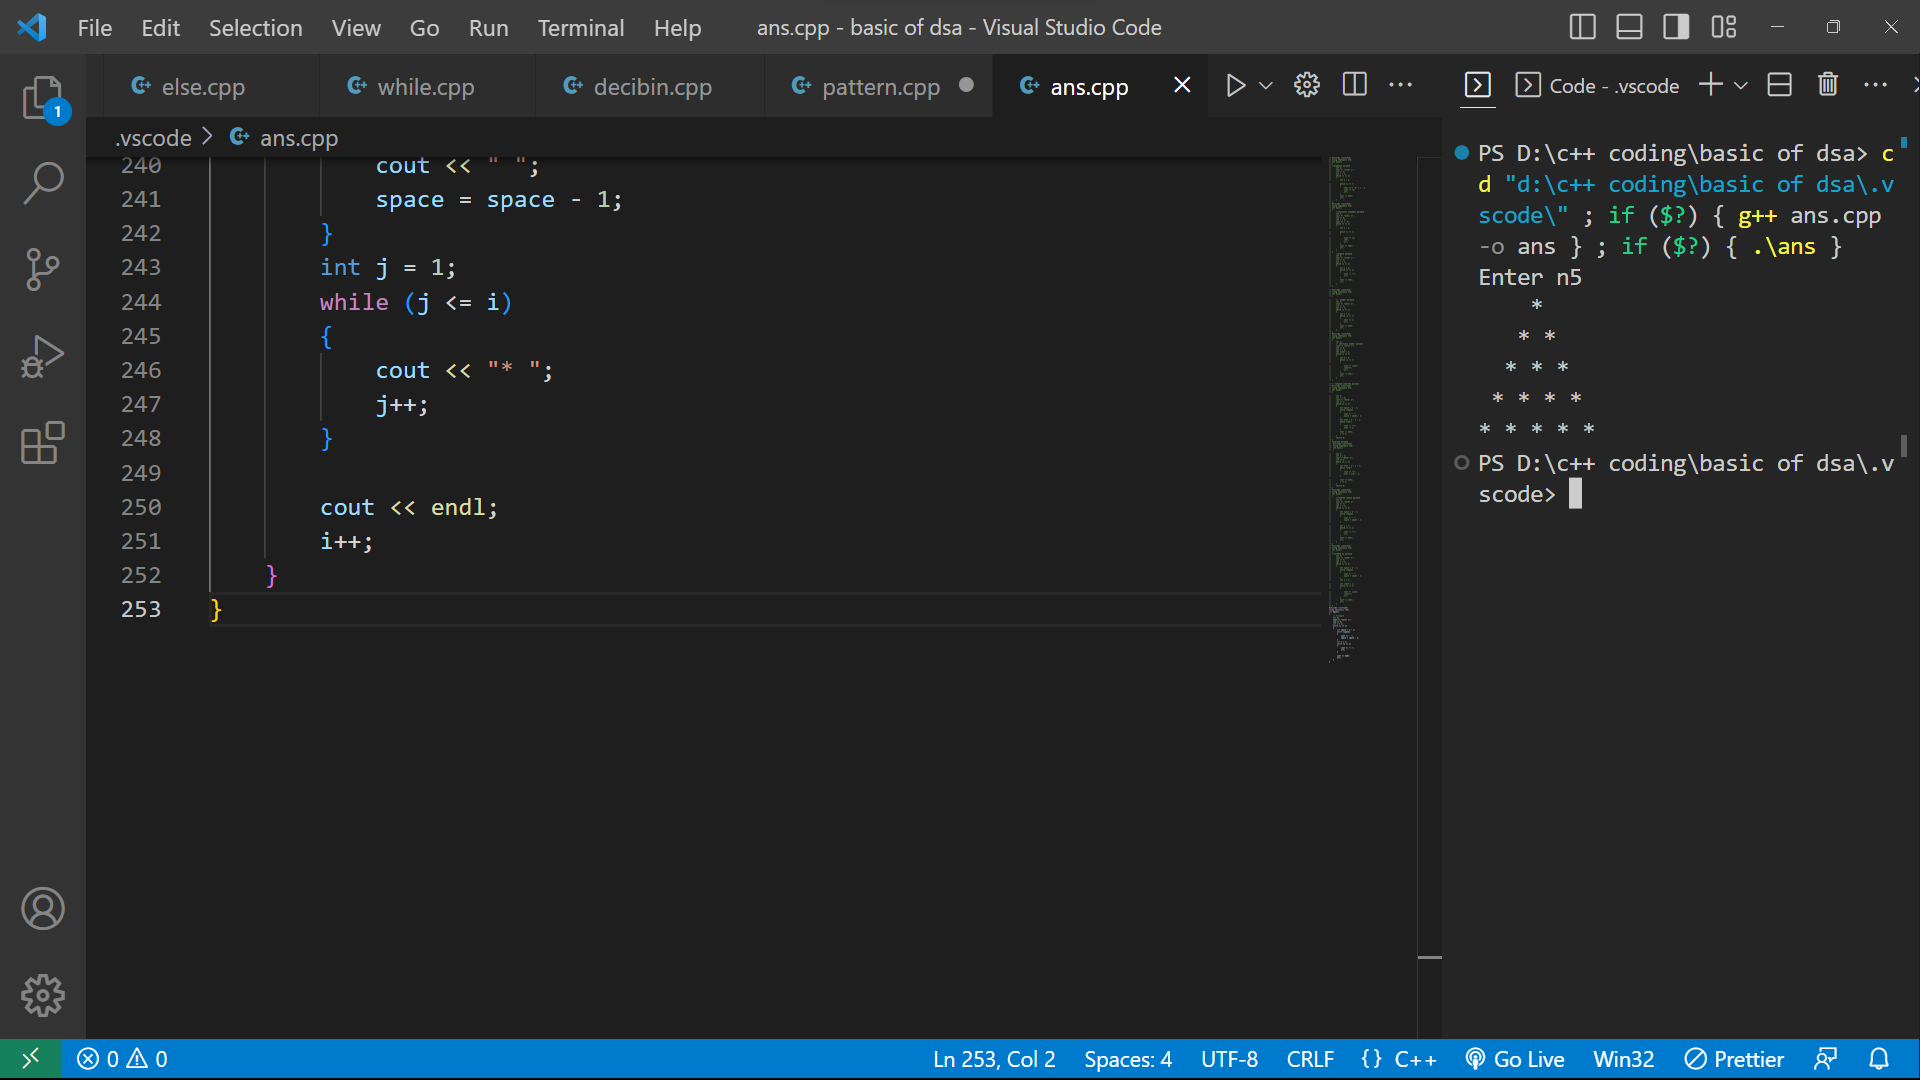 File Edit Selection View Go Run Terminal Help ans.cpp - basic of dsa - Visual Studio Code
1
else.cpp while.cpp decibin.cpp pattern.cpp ans.cpp
Code - .vscode
.vscode > ans.cpp
240 cout << " ";
241 space = space - 1;
242 }
243 int j = 1;
244 while (j <= i)
245 {
246 cout << "* ";
247 j++;
248 }
249
250 cout << endl;
251 i++;
252 }
253 }
PS D:\c++ coding\basic of dsa> c
d "d:\c++ coding\basic of dsa\.v
scode\" ; if ($?) { g++ ans.cpp
-o ans } ; if ($?) { .\ans }
Enter n5
*
* *
* * *
* * * *
* * * * *
PS D:\c++ coding\basic of dsa\.v
scode>
0 0 Ln 253, Col 2 Spaces: 4 UTF-8 CRLF {} C++ Go Live Win32 Prettier